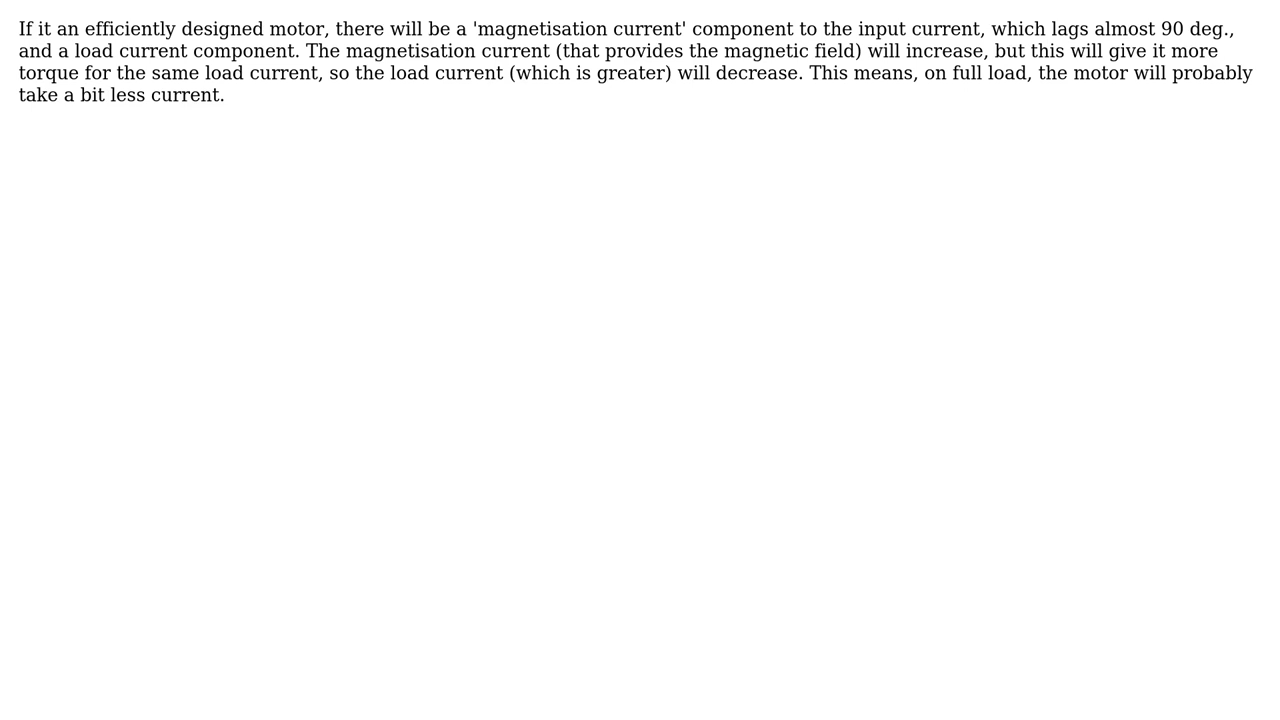 If it an efficiently designed motor, there will be a 'magnetisation current' component to the input current, which lags almost 90 deg.,
and a load current component. The magnetisation current (that provides the magnetic field) will increase, but this will give it more
torque for the same load current, so the load current (which is greater) will decrease. This means, on full load, the motor will probably
take a bit less current.